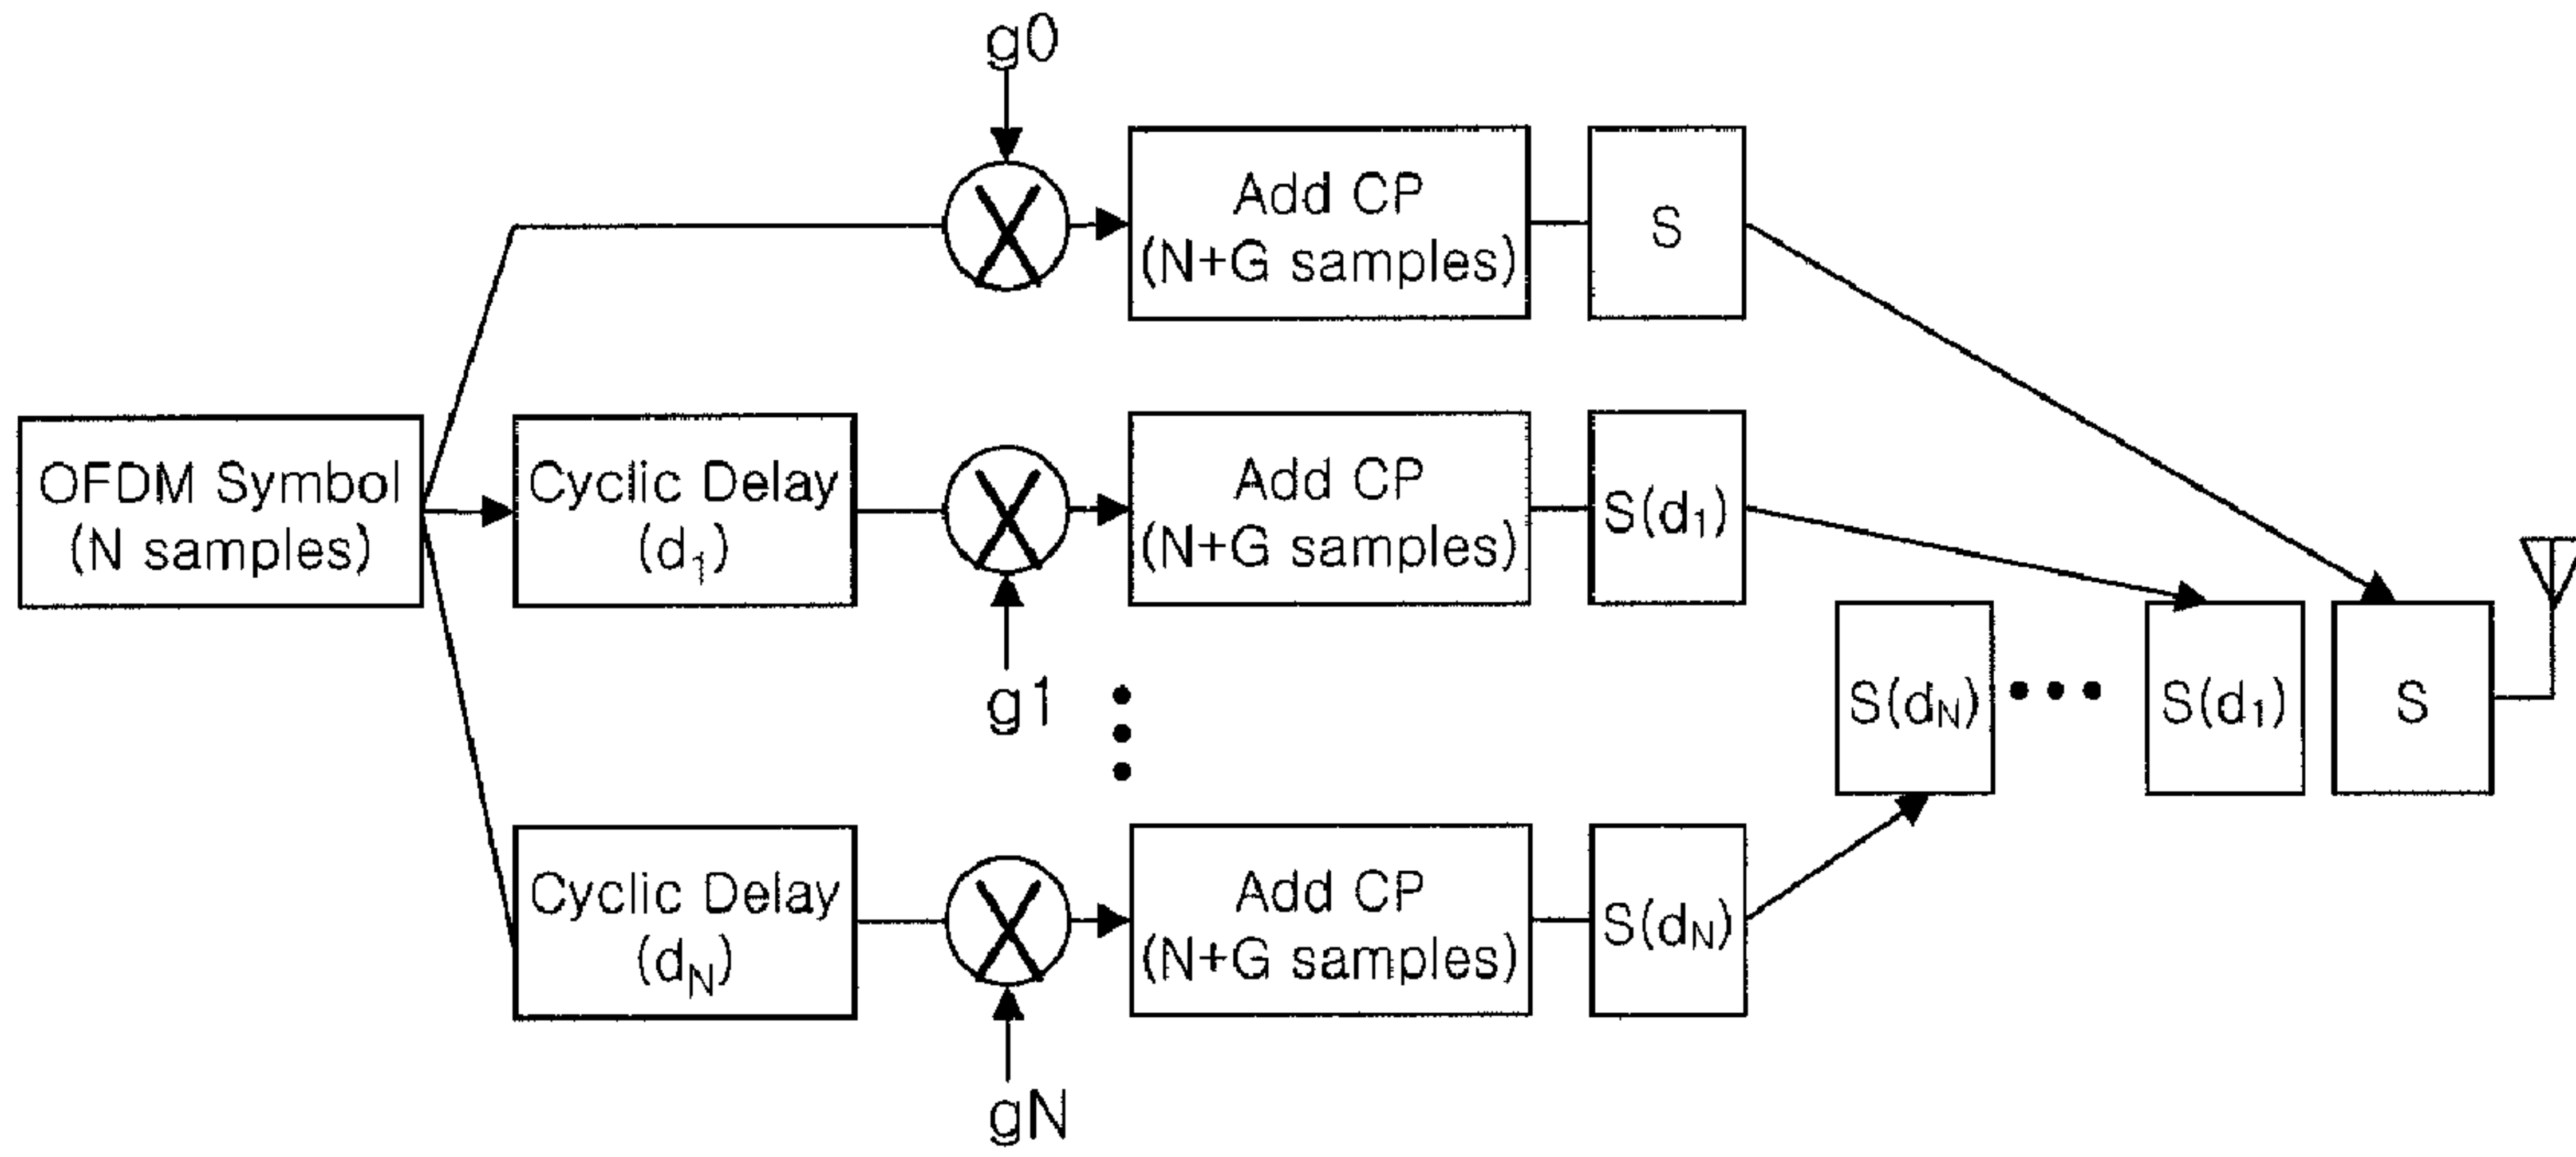 g0
Add CP
(N+G samples)
S
OFDM Symbol
(N samples)
Cyclic Delay
(d₁)
Add CP
(N+G samples)
S(d₁)
g1
S(dN)
S(d₁)
S
Cyclic Delay
(dN)
Add CP
(N+G samples)
S(dN)
gN